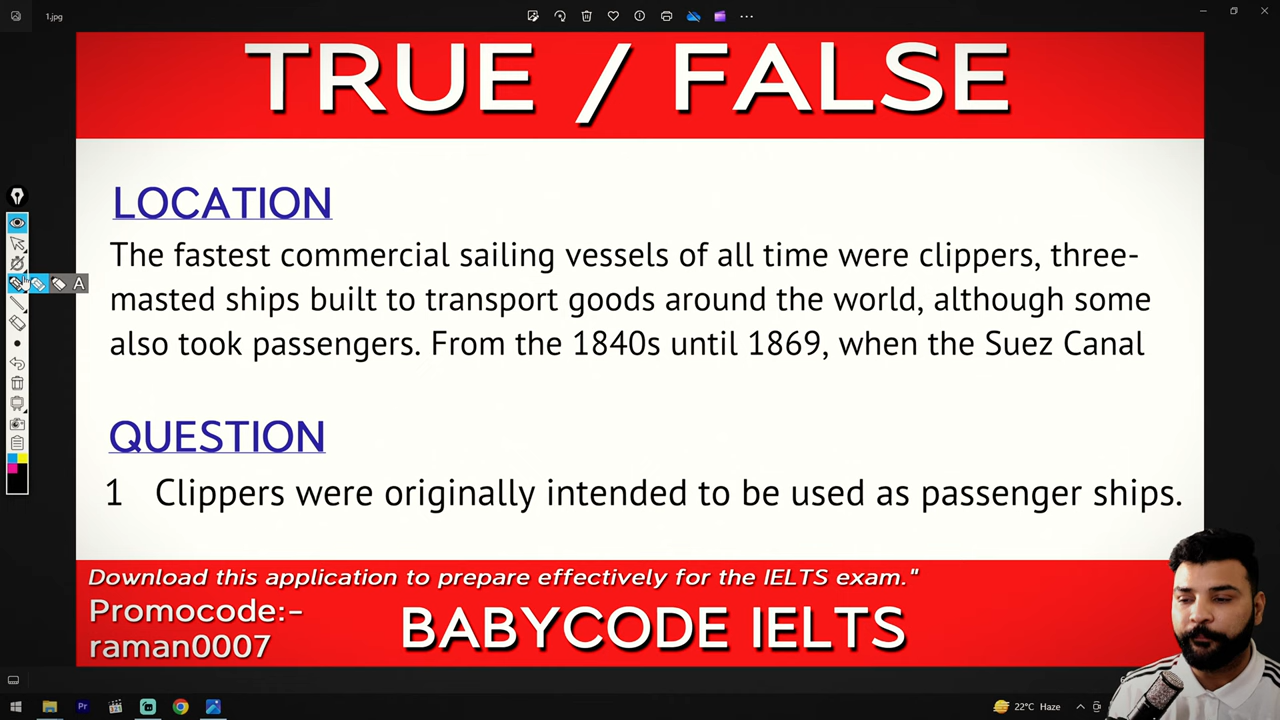 1.jpg
TRUE / FALSE
LOCATION
The fastest commercial sailing vessels of all time were clippers, three-
masted ships built to transport goods around the world, although some
also took passengers. From the 1840s until 1869, when the Suez Canal
A
QUESTION
1 Clippers were originally intended to be used as passenger ships.
Download this application to prepare effectively for the IELTS exam."
Promocode:-
raman0007
BABYCODE IELTS
Pr
22°C Haze